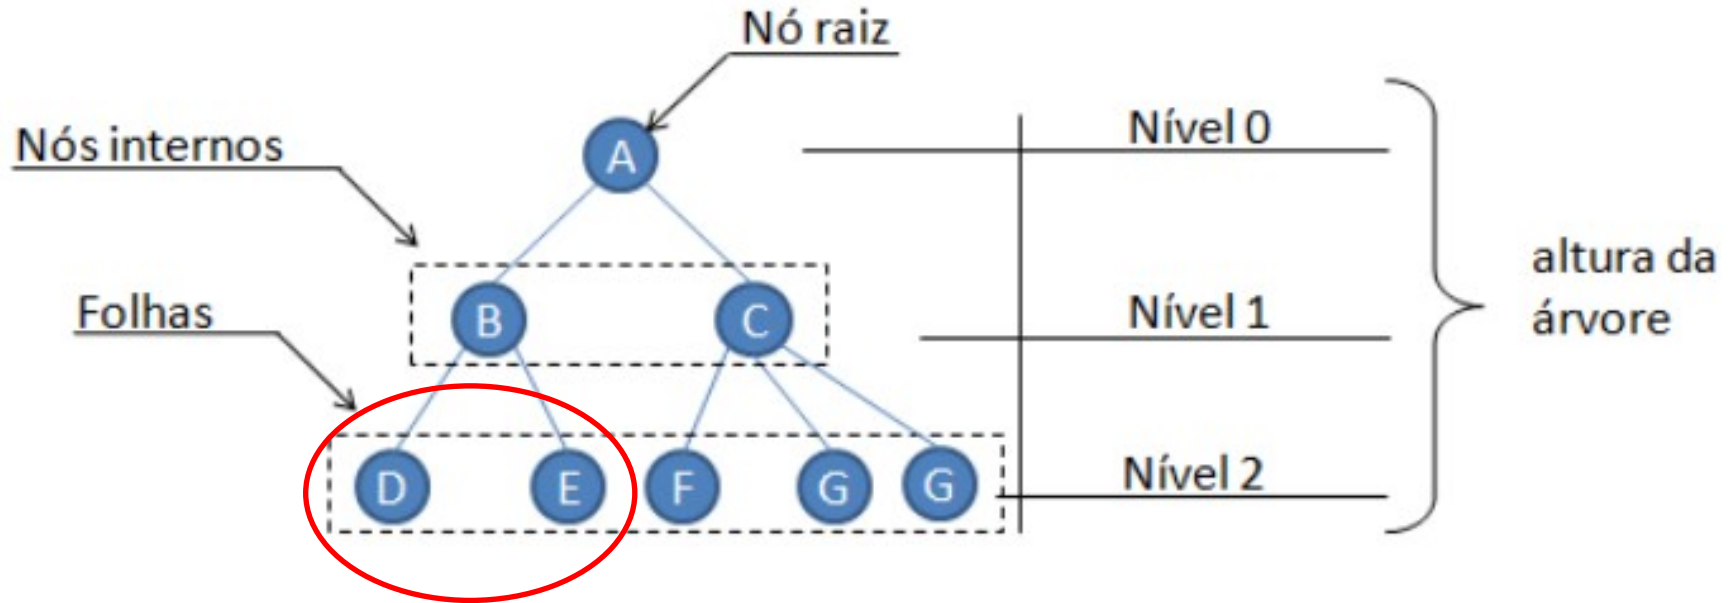 Nó raiz
Nível 0
Nós internos
A
altura da
árvore
Folhas
B
C
Nível 1
D
E
F
G
G
Nível 2